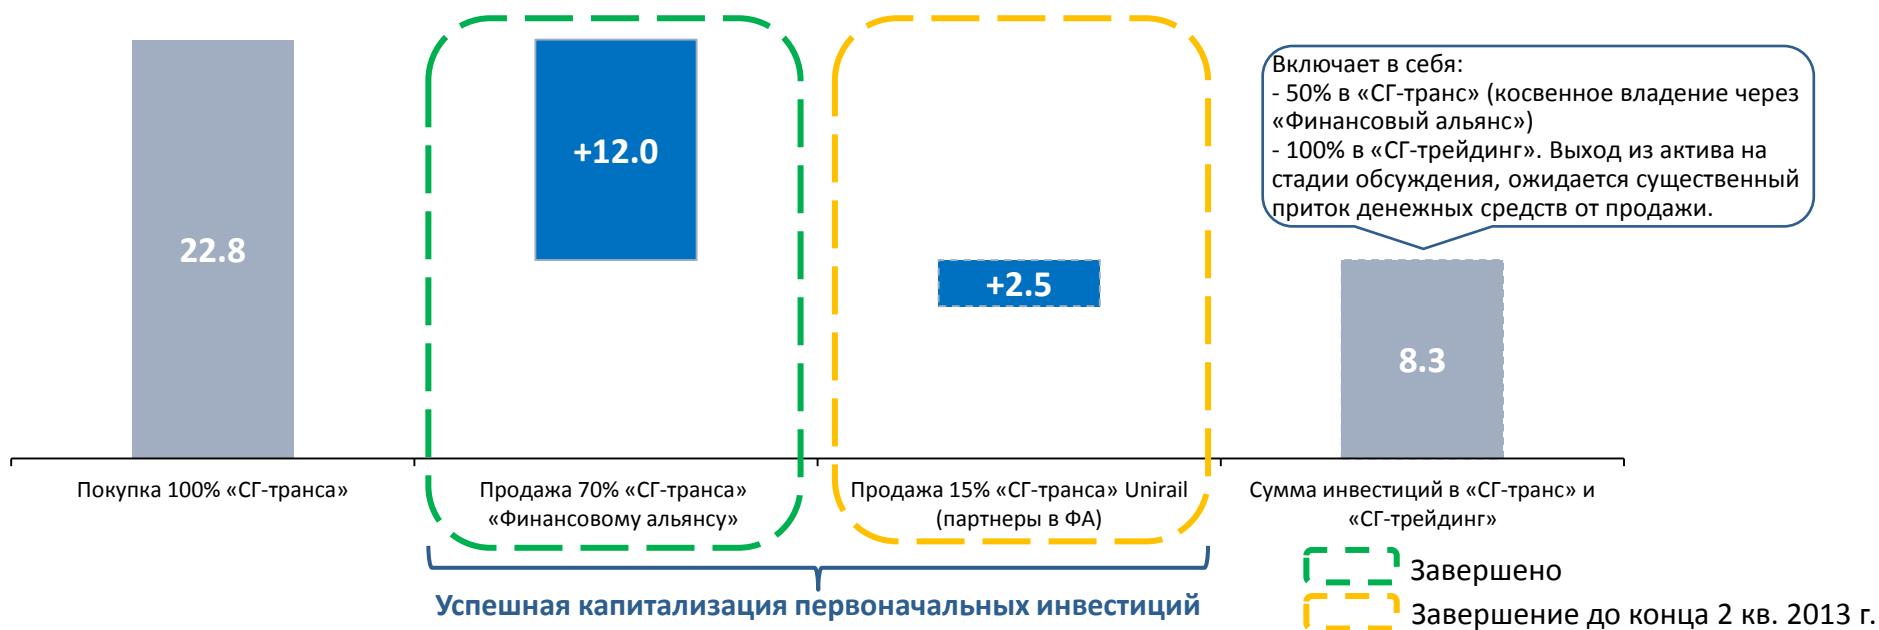 22.8
+12.0
+2.5
8.3
Включает в себя:
- 50% в «СГ-транс» (косвенное владение через
«Финансовый альянс»)
- 100% в «СГ-трейдинг». Выход из актива на
стадии обсуждения, ожидается существенный
приток денежных средств от продажи.
Покупка 100% «СГ-транса»
Продажа 70% «СГ-транса»
«Финансовому альянсу»
Продажа 15% «СГ-транса» Unirail
(партнеры в ФА)
Сумма инвестиций в «СГ-транс» и
«СГ-трейдинг»
Успешная капитализация первоначальных инвестиций
Завершено
Завершение до конца 2 кв. 2013 г.